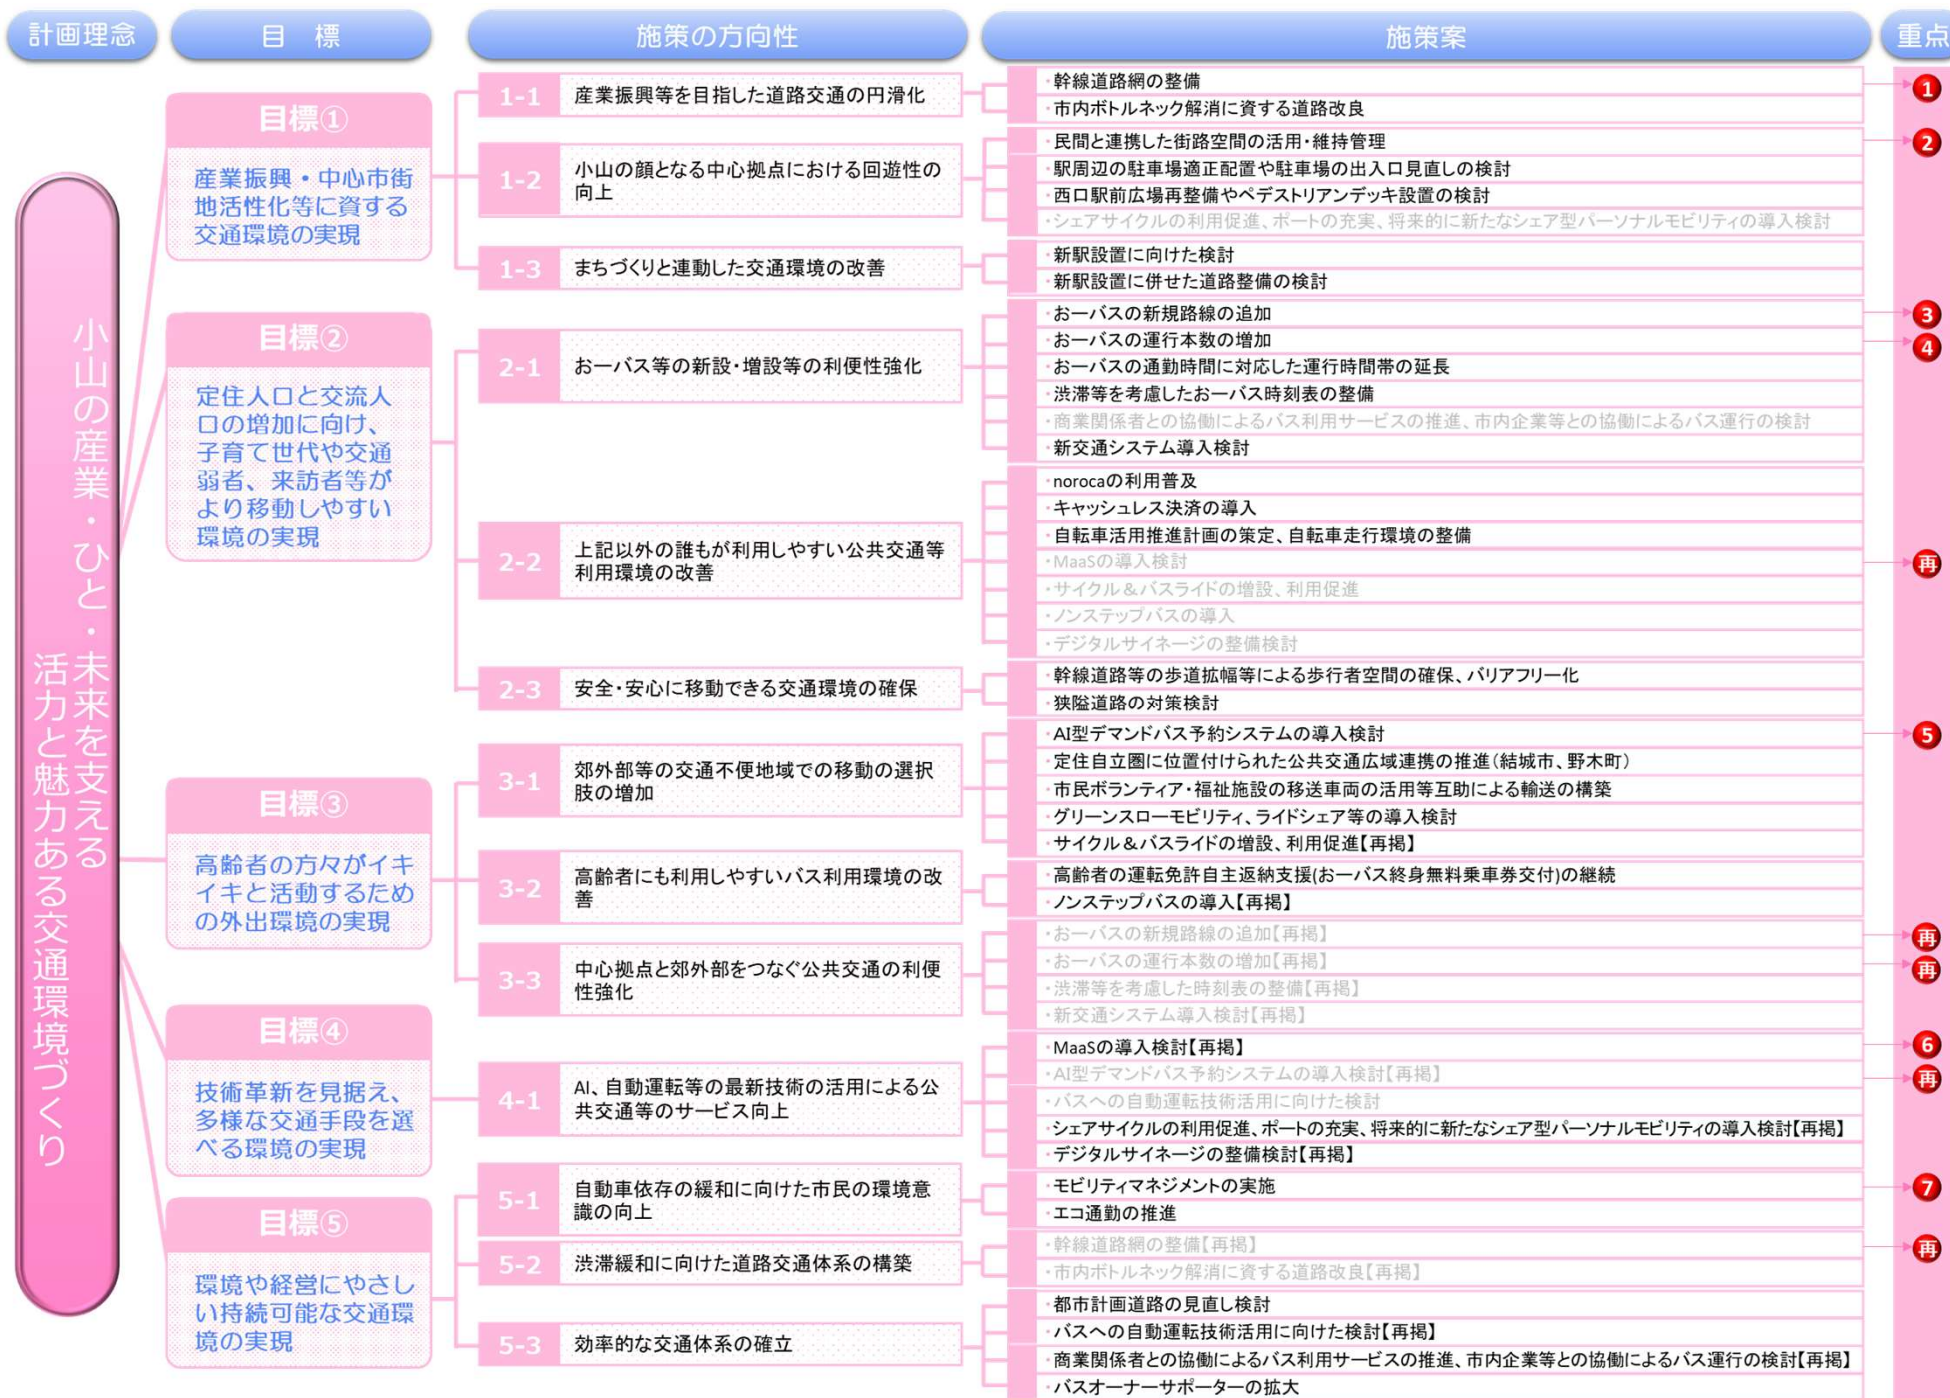 計画理念
目　標
施策の方向性
施策案
重点
小山の産業・ひと・未来を支える
活力と魅力ある交通環境づくり
目標①
産業振興・中心市街
地活性化等に資する
交通環境の実現
1-1
産業振興等を目指した道路交通の円滑化
・幹線道路網の整備
1
・市内ボトルネック解消に資する道路改良
1-2
小山の顔となる中心拠点における回遊性の
向上
・民間と連携した街路空間の活用・維持管理
2
・駅周辺の駐車場適正配置や駐車場の出入口見直しの検討
・西口駅前広場再整備やペデストリアンデッキ設置の検討
・シェアサイクルの利用促進、ポートの充実、将来的に新たなシェア型パーソナルモビリティの導入検討
1-3
まちづくりと連動した交通環境の改善
・新駅設置に向けた検討
・新駅設置に併せた道路整備の検討
目標②
定住人口と交流人
口の増加に向け、
子育て世代や交通
弱者、来訪者等が
より移動しやすい
環境の実現
2-1
おーバス等の新設・増設等の利便性強化
・おーバスの新規路線の追加
3
・おーバスの運行本数の増加
4
・おーバスの通勤時間に対応した運行時間帯の延長
・渋滞等を考慮したおーバス時刻表の整備
・商業関係者との協働によるバス利用サービスの推進、市内企業等との協働によるバス運行の検討
・新交通システム導入検討
2-2
上記以外の誰もが利用しやすい公共交通等
利用環境の改善
・norocaの利用普及
・キャッシュレス決済の導入
・自転車活用推進計画の策定、自転車走行環境の整備
・MaaSの導入検討
再
・サイクル＆バスライドの増設、利用促進
・ノンステップバスの導入
・デジタルサイネージの整備検討
2-3
安全・安心に移動できる交通環境の確保
・幹線道路等の歩道拡幅等による歩行者空間の確保、バリアフリー化
・狭隘道路の対策検討
目標③
高齢者の方々がイキ
イキと活動するため
の外出環境の実現
3-1
郊外部等の交通不便地域での移動の選択
肢の増加
・AI型デマンドバス予約システムの導入検討
5
・定住自立圏に位置付けられた公共交通広域連携の推進(結城市、野木町)
・市民ボランティア・福祉施設の移送車両の活用等互助による輸送の構築
・グリーンスローモビリティ、ライドシェア等の導入検討
・サイクル＆バスライドの増設、利用促進【再掲】
3-2
高齢者にも利用しやすいバス利用環境の改
善
・高齢者の運転免許自主返納支援(おーバス終身無料乗車券交付)の継続
・ノンステップバスの導入【再掲】
3-3
中心拠点と郊外部をつなぐ公共交通の利便
性強化
・おーバスの新規路線の追加【再掲】
再
・おーバスの運行本数の増加【再掲】
再
・渋滞等を考慮した時刻表の整備【再掲】
・新交通システム導入検討【再掲】
目標④
技術革新を見据え、
多様な交通手段を選
べる環境の実現
4-1
AI、自動運転等の最新技術の活用による公
共交通等のサービス向上
・MaaSの導入検討【再掲】
6
・AI型デマンドバス予約システムの導入検討【再掲】
再
・バスへの自動運転技術活用に向けた検討
・シェアサイクルの利用促進、ポートの充実、将来的に新たなシェア型パーソナルモビリティの導入検討【再掲】
・デジタルサイネージの整備検討【再掲】
目標⑤
環境や経営にやさし
い持続可能な交通環
境の実現
5-1
自動車依存の緩和に向けた市民の環境意
識の向上
・モビリティマネジメントの実施
7
・エコ通勤の推進
5-2
渋滞緩和に向けた道路交通体系の構築
・幹線道路網の整備【再掲】
再
・市内ボトルネック解消に資する道路改良【再掲】
5-3
効率的な交通体系の確立
・都市計画道路の見直し検討
・バスへの自動運転技術活用に向けた検討【再掲】
・商業関係者との協働によるバス利用サービスの推進、市内企業等との協働によるバス運行の検討【再掲】
・バスオーナーサポーターの拡大